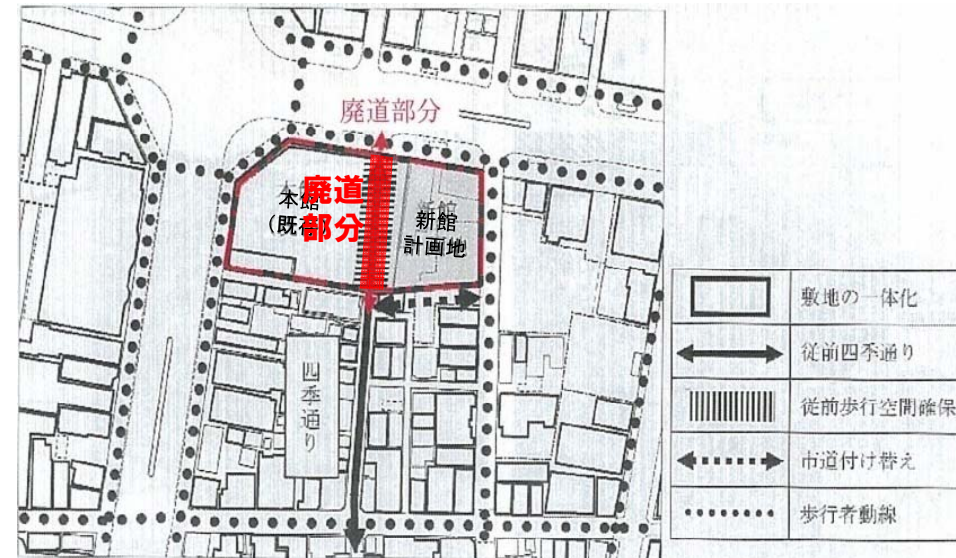 廃道部分
廃道
部分
本館
(既存)
新館
計画地
四季通り
敷地の一体化
従前四季通り
従前歩行空間確保
市道付け替え
歩行者動線